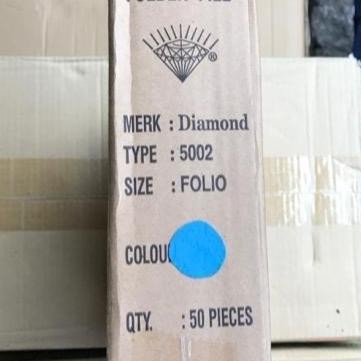 ®
MERK : Diamond
TYPE : 5002
SIZE : FOLIO
COLOU
QTY. : 50 PIECES